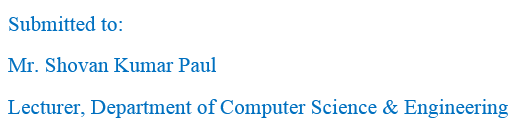 Submitted to:
Mr. Shovan Kumar Paul
Lecturer, Department of Computer Science & Engineering